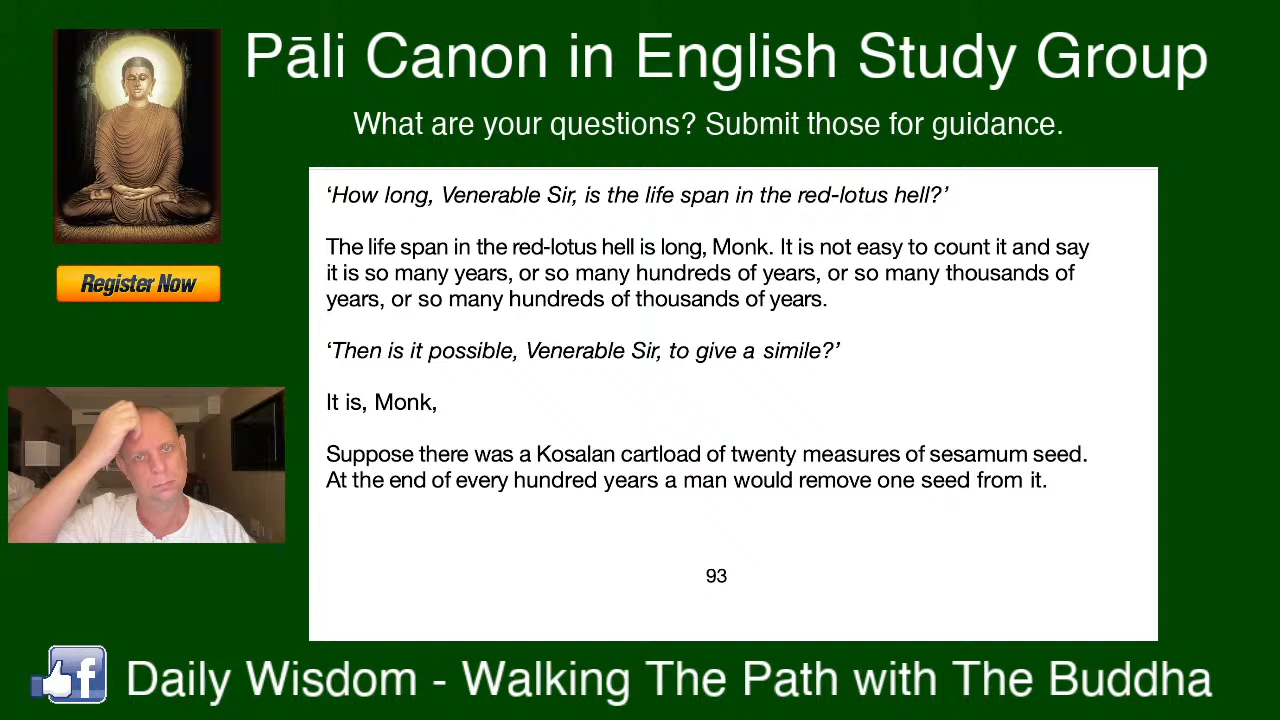 Pāli Canon in English Study Group
What are your questions? Submit those for guidance.
Register Now
‘How long, Venerable Sir, is the life span in the red-lotus hell?’
The life span in the red-lotus hell is long, Monk. It is not easy to count it and say
it is so many years, or so many hundreds of years, or so many thousands of
years, or so many hundreds of thousands of years.
‘Then is it possible, Venerable Sir, to give a simile?’
It is, Monk,
Suppose there was a Kosalan cartload of twenty measures of sesamum seed.
At the end of every hundred years a man would remove one seed from it.
93
f
Daily Wisdom - Walking The Path with The Buddha